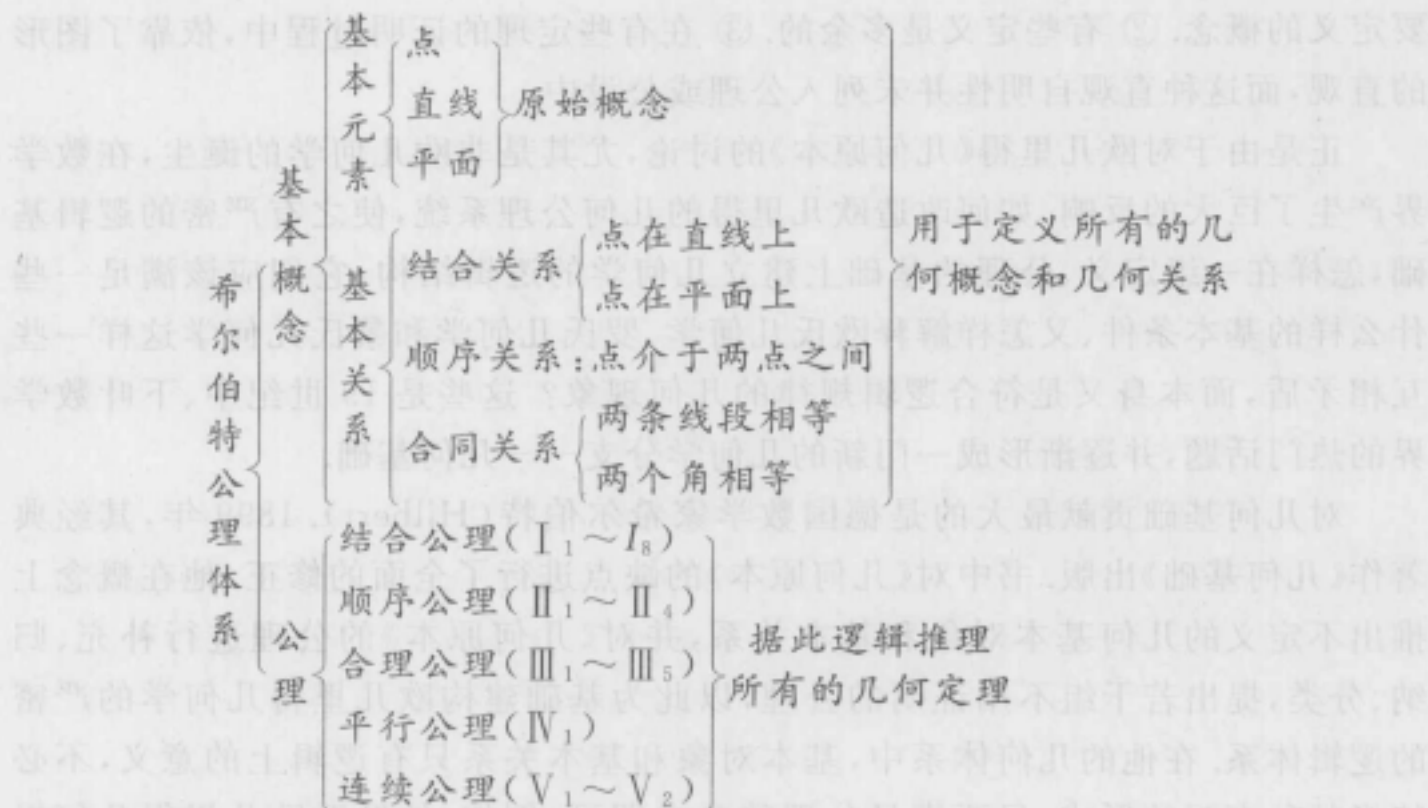 希尔伯特公理体系
基本概念
基本元素
点
直线
平面
原始概念
基本关系
结合关系
点在直线上
点在平面上
顺序关系:点介于两点之间
合同关系
两条线段相等
两个角相等
用于定义所有的几
何概念和几何关系
公理
结合公理(Ⅰ₁～I₈)
顺序公理(Ⅱ₁～Ⅱ₄)
合理公理(Ⅲ₁～Ⅲ₅)
平行公理(Ⅳ₁)
连续公理(Ⅴ₁～Ⅴ₂)
据此逻辑推理
所有的几何定理